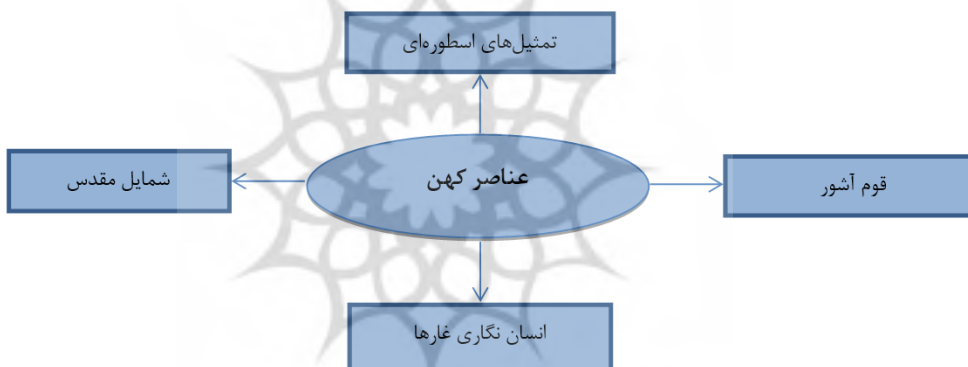 تمثیل‌های اسطوره‌ای
عناصر کهن
قوم آشور
شمایل مقدس
انسان نگاری غارها